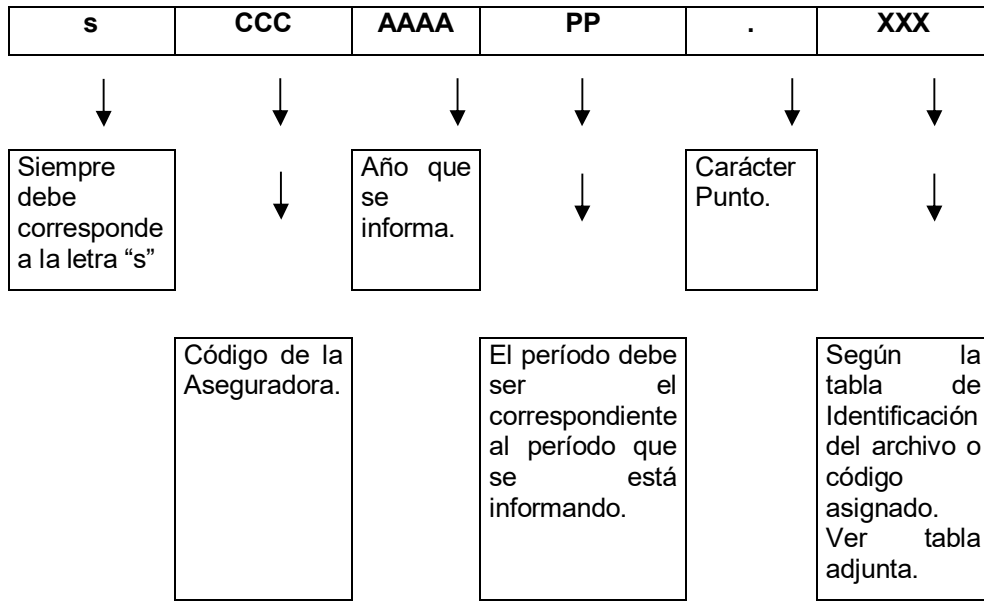 s CCC AAAA PP . XXX
Siempre
debe
corresponde
a la letra “s”
Año que
se
informa.
Carácter
Punto.
Código de la
Aseguradora.
El período debe
ser el
correspondiente
al período que
se está
informando.
Según la
tabla de
Identificación
del archivo o
código
asignado.
Ver tabla
adjunta.